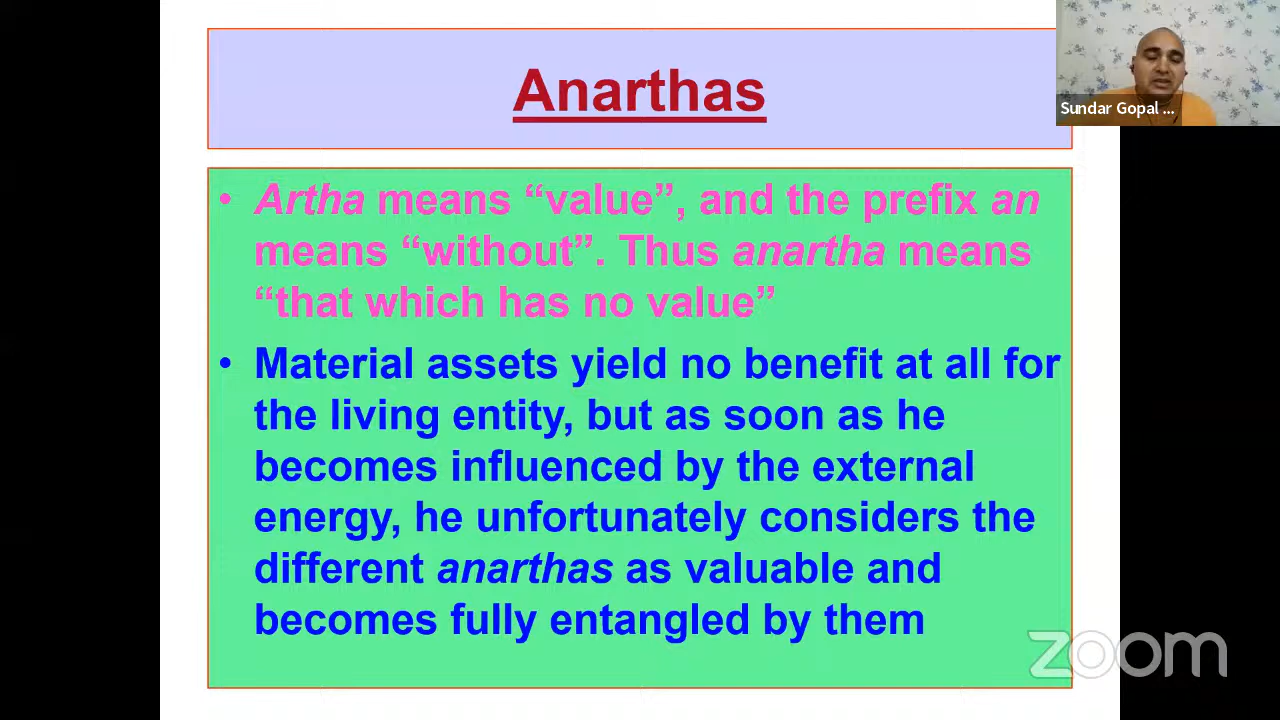 Anarthas
Sundar Gopal ...
• Artha means “value”, and the prefix an
means “without”. Thus anartha means
“that which has no value”
• Material assets yield no benefit at all for
the living entity, but as soon as he
becomes influenced by the external
energy, he unfortunately considers the
different anarthas as valuable and
becomes fully entangled by them
zoom